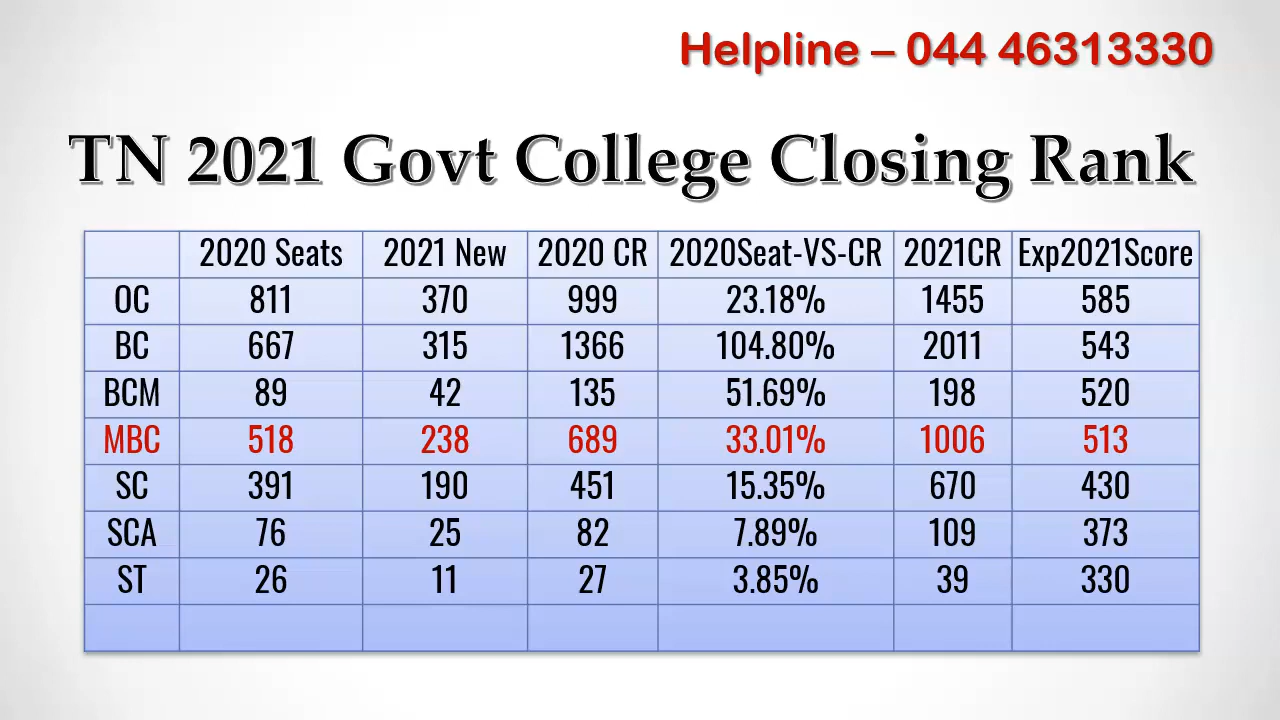 Helpline – 044 46313330
TN 2021 Govt College Closing Rank
2020 Seats 2021 New 2020 CR 2020Seat-VS-CR 2021CR Exp2021Score
OC 811 370 999 23.18% 1455 585
BC 667 315 1366 104.80% 2011 543
BCM 89 42 135 51.69% 198 520
MBC 518 238 689 33.01% 1006 513
SC 391 190 451 15.35% 670 430
SCA 76 25 82 7.89% 109 373
ST 26 11 27 3.85% 39 330